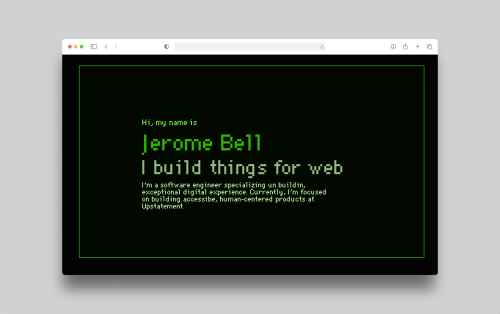 Hi, my name is
Jerome Bell
I build things for web
I'm a software engineer specializing un buildin,
exceptional digital experience. Currently, I'm focused
on building accessibe, human-centered products at
Upstatement